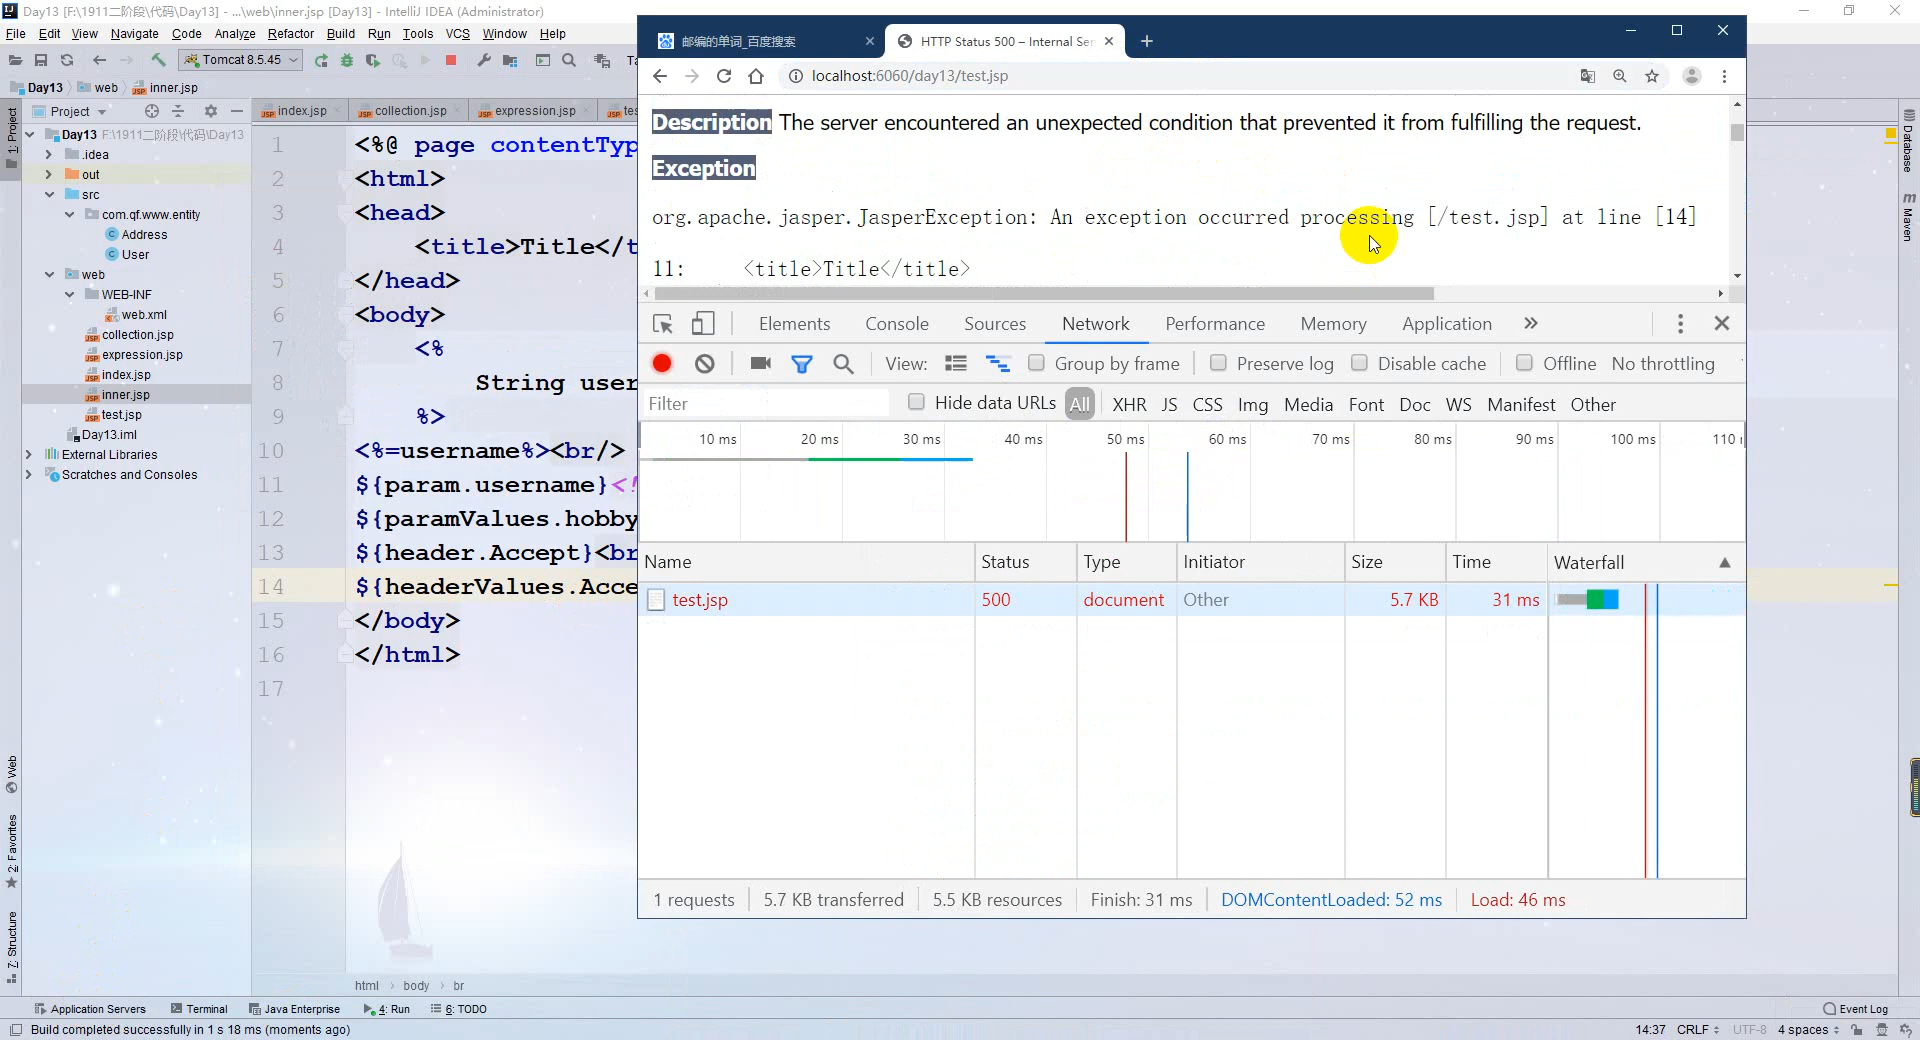 Day13 [F:\1911二阶段\代码\Day13] - ...\web\inner.jsp [Day13] - IntelliJ IDEA (Administrator)
File Edit View Navigate Code Analyze Refactor Build Run Tools VCS Window Help
Tomcat 8.5.45
Day13 web inner.jsp
Project
index.jsp collection.jsp expression.jsp
1: Project
Day13 F:\1911二阶段\代码\Day13
.idea
out
src
com.qf.www.entity
Address
User
web
WEB-INF
web.xml
collection.jsp
expression.jsp
index.jsp
inner.jsp
test.jsp
Day13.iml
External Libraries
Scratches and Consoles
Web
2: Favorites
7: Structure
1 <%@ page contentTyp
2 <html>
3 <head>
4 <title>Title</t
5 </head>
6 <body>
7 <%
8 String user
9 %>
10 <%=username%><br/>
11 ${param.username}<!
12 ${paramValues.hobby
13 ${header.Accept}<br
14 ${headerValues.Acce
15 </body>
16 </html>
17
html › body › br
邮编的单词_百度搜索
HTTP Status 500 – Internal Ser
localhost:6060/day13/test.jsp
Description The server encountered an unexpected condition that prevented it from fulfilling the request.
Exception
org.apache.jasper.JasperException: An exception occurred processing [/test.jsp] at line [14]
11: <title>Title</title>
Elements Console Sources Network Performance Memory Application »
View: Group by frame Preserve log Disable cache Offline No throttling
Filter Hide data URLs All XHR JS CSS Img Media Font Doc WS Manifest Other
10 ms 20 ms 30 ms 40 ms 50 ms 60 ms 70 ms 80 ms 90 ms 100 ms 110
Name Status Type Initiator Size Time Waterfall
test.jsp 500 document Other 5.7 KB 31 ms
1 requests 5.7 KB transferred 5.5 KB resources Finish: 31 ms DOMContentLoaded: 52 ms Load: 46 ms
Database
Maven
Application Servers Terminal Java Enterprise 4: Run 6: TODO Event Log
Build completed successfully in 1 s 18 ms (moments ago) 14:37 CRLF UTF-8 4 spaces